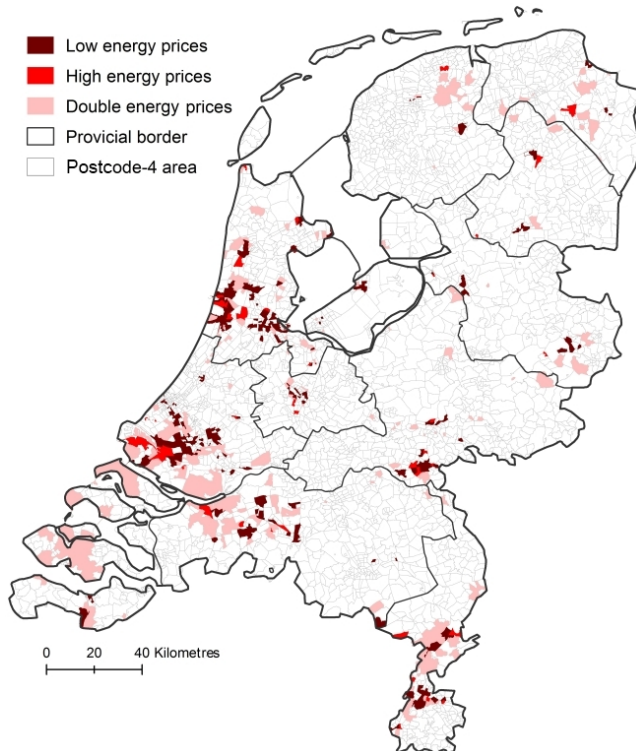 Low energy prices
High energy prices
Double energy prices
Provicial border
Postcode-4 area
0 20 40 Kilometres